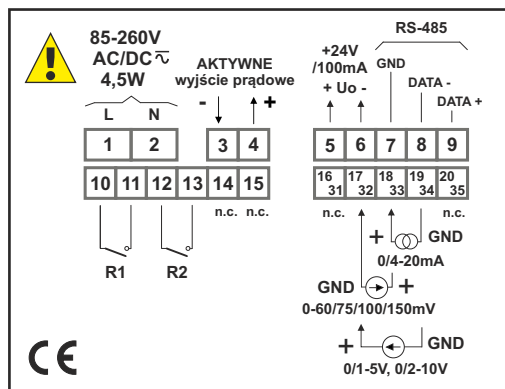 85-260V
AC/DC
4,5W
L N
AKTYWNE
wyjście prądowe
- +
RS-485
+24V
/100mA
+ Uo -
GND
DATA -
DATA +
1 2 3 4 5 6 7 8 9
10 11 12 13 14 15
16 17 18 19 20
31 32 33 34 35
n.c. n.c. n.c. n.c.
R1 R2
+ GND
0/4-20mA
GND +
0-60/75/100/150mV
+ GND
0/1-5V, 0/2-10V
CE